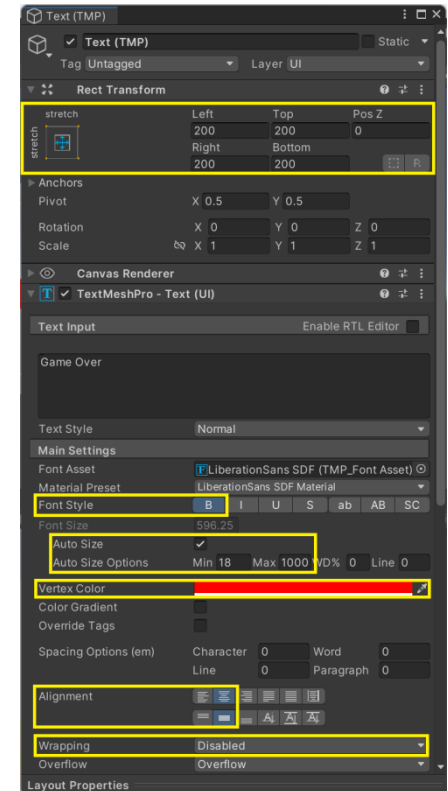 Text (TMP)
Text (TMP) Static
Tag Untagged Layer UI
Rect Transform
stretch Left Top Pos Z
stretch 200 200 0
Right Bottom
200 200 R
Anchors
Pivot X 0.5 Y 0.5
Rotation X 0 Y 0 Z 0
Scale X 1 Y 1 Z 1
Canvas Renderer
TextMeshPro - Text (UI)
Text Input Enable RTL Editor
Game Over
Text Style Normal
Main Settings
Font Asset F LiberationSans SDF (TMP_Font Asset)
Material Preset LiberationSans SDF Material
Font Style B I U S ab AB SC
Font Size 596.25
Auto Size
Auto Size Options Min 18 Max 1000 WD% 0 Line 0
Vertex Color
Color Gradient
Override Tags
Spacing Options (em) Character 0 Word 0
Line 0 Paragraph 0
Alignment
Wrapping Disabled
Overflow Overflow
Layout Properties